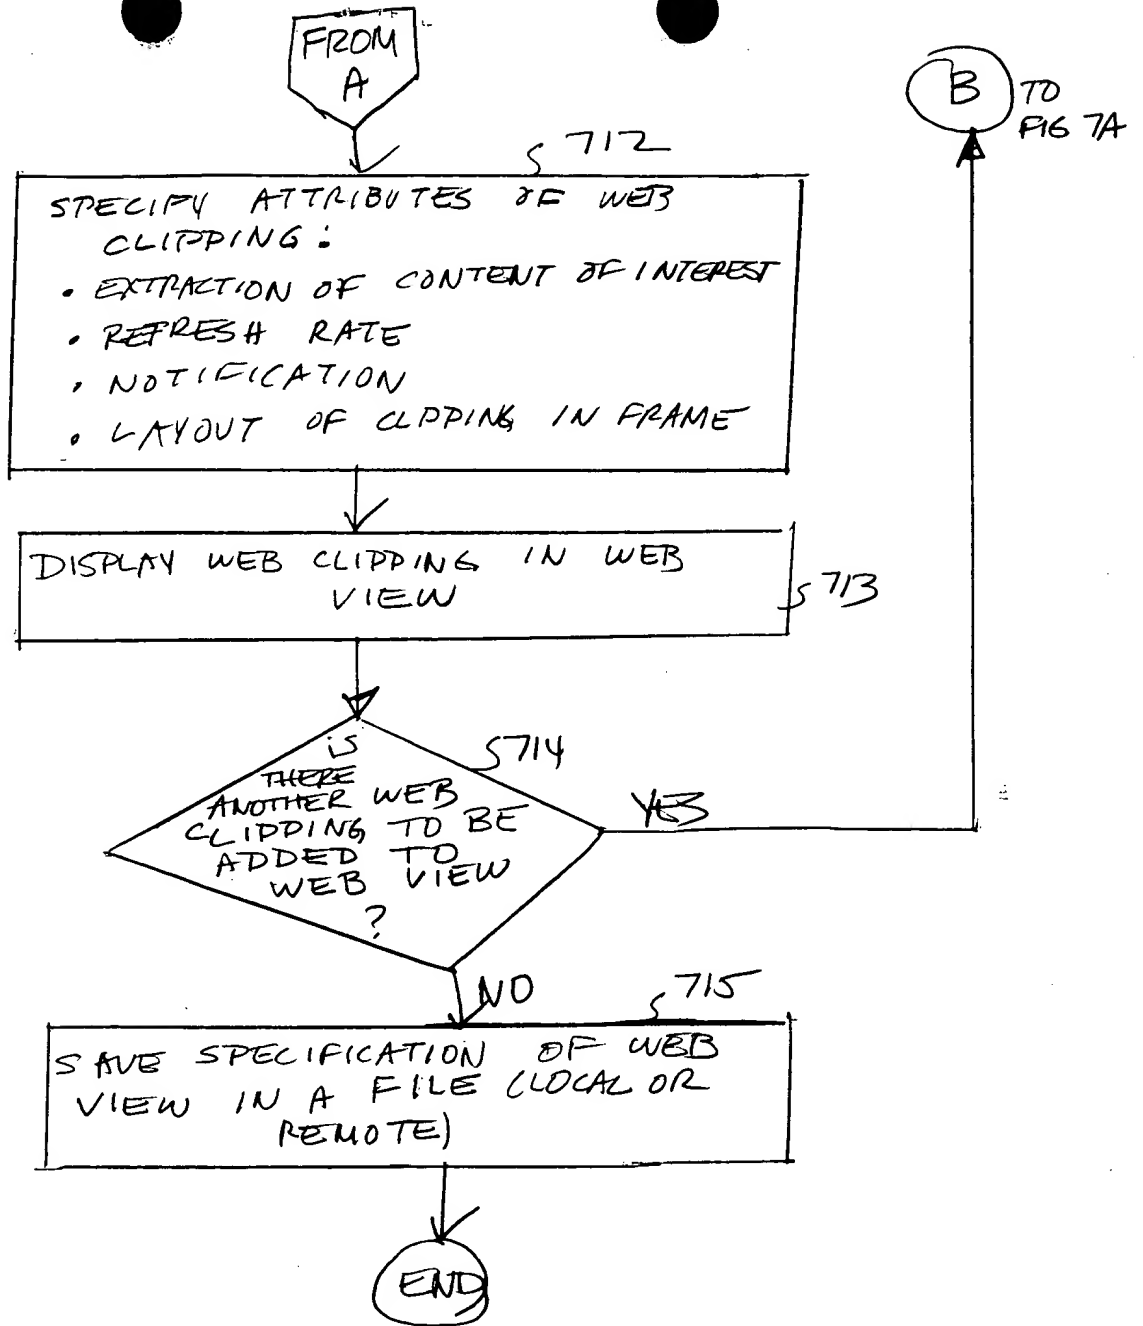 FROM
A
B
TO
FIG 7A
712
SPECIFY ATTRIBUTES OF WEB
CLIPPING:
• EXTRACTION OF CONTENT OF INTEREST
• REFRESH RATE
• NOTIFICATION
• LAYOUT OF CLIPPING IN FRAME
DISPLAY WEB CLIPPING IN WEB
VIEW
713
714
is
THERE
ANOTHER WEB
CLIPPING TO BE
ADDED TO
WEB VIEW
?
YES
NO
715
SAVE SPECIFICATION OF WEB
VIEW IN A FILE (LOCAL OR
REMOTE)
END